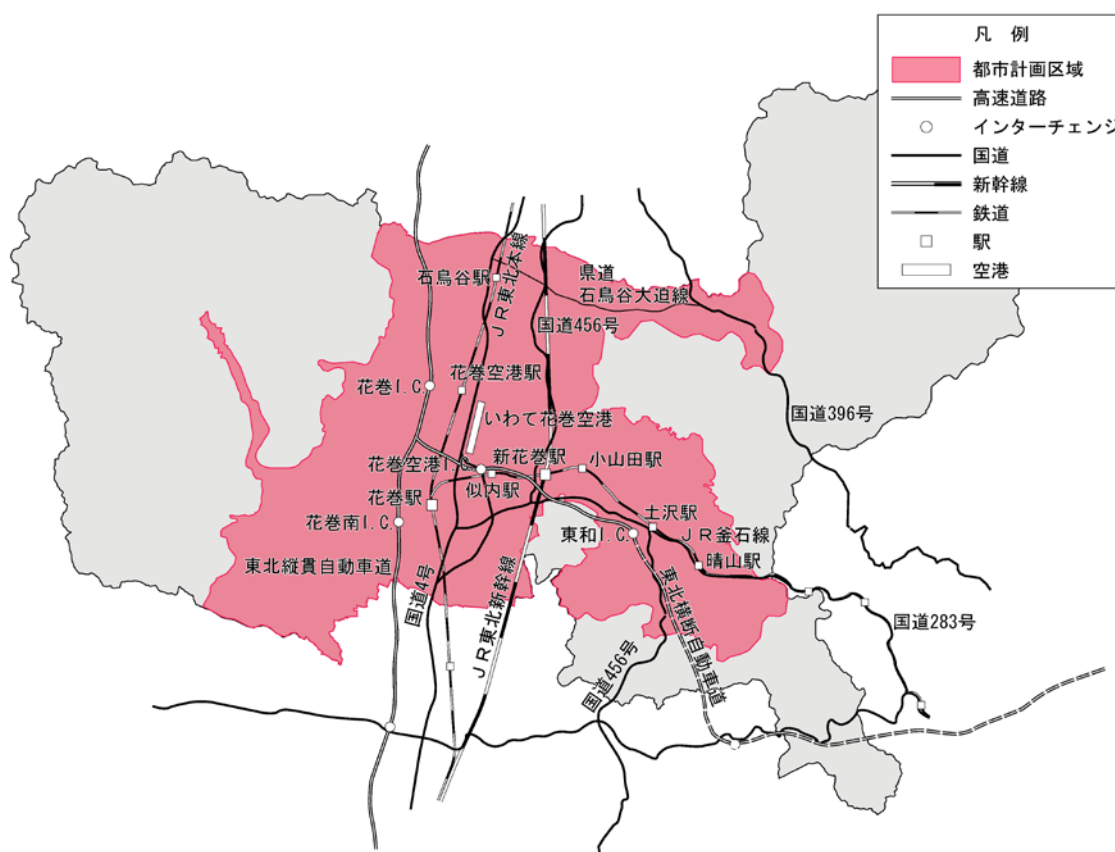 凡 例
都市計画区域
高速道路
インターチェンジ
国道
新幹線
鉄道
駅
空港
石鳥谷駅
JR東北本線
県道
石鳥谷大迫線
国道456号
花巻I.C
花巻空港駅
いわて花巻空港
国道396号
花巻空港I.C
新花巻駅
小山田駅
花巻駅
似内駅
土沢駅
花巻南I.C.
東和I.C.
JR釜石線
晴山駅
東北縦貫自動車道
国道4号
JR東北新幹線
東北横断自動車道
国道283号
国道456号